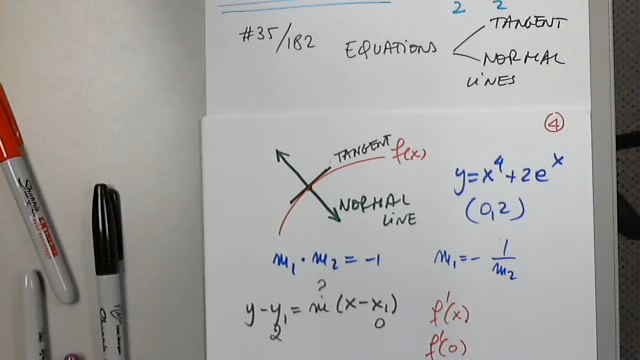 2 2
#35/182 EQUATIONS TANGENT
NORMAL
LINES
4
TANGENT f(x)
NORMAL
LINE
y=x⁴+2eˣ
(0,2)
m₁·m₂=-1
m₁=-1/m₂
?
y-y₁=m(x-x₁)
2 0
f'(x)
f'(0)
Sharpie